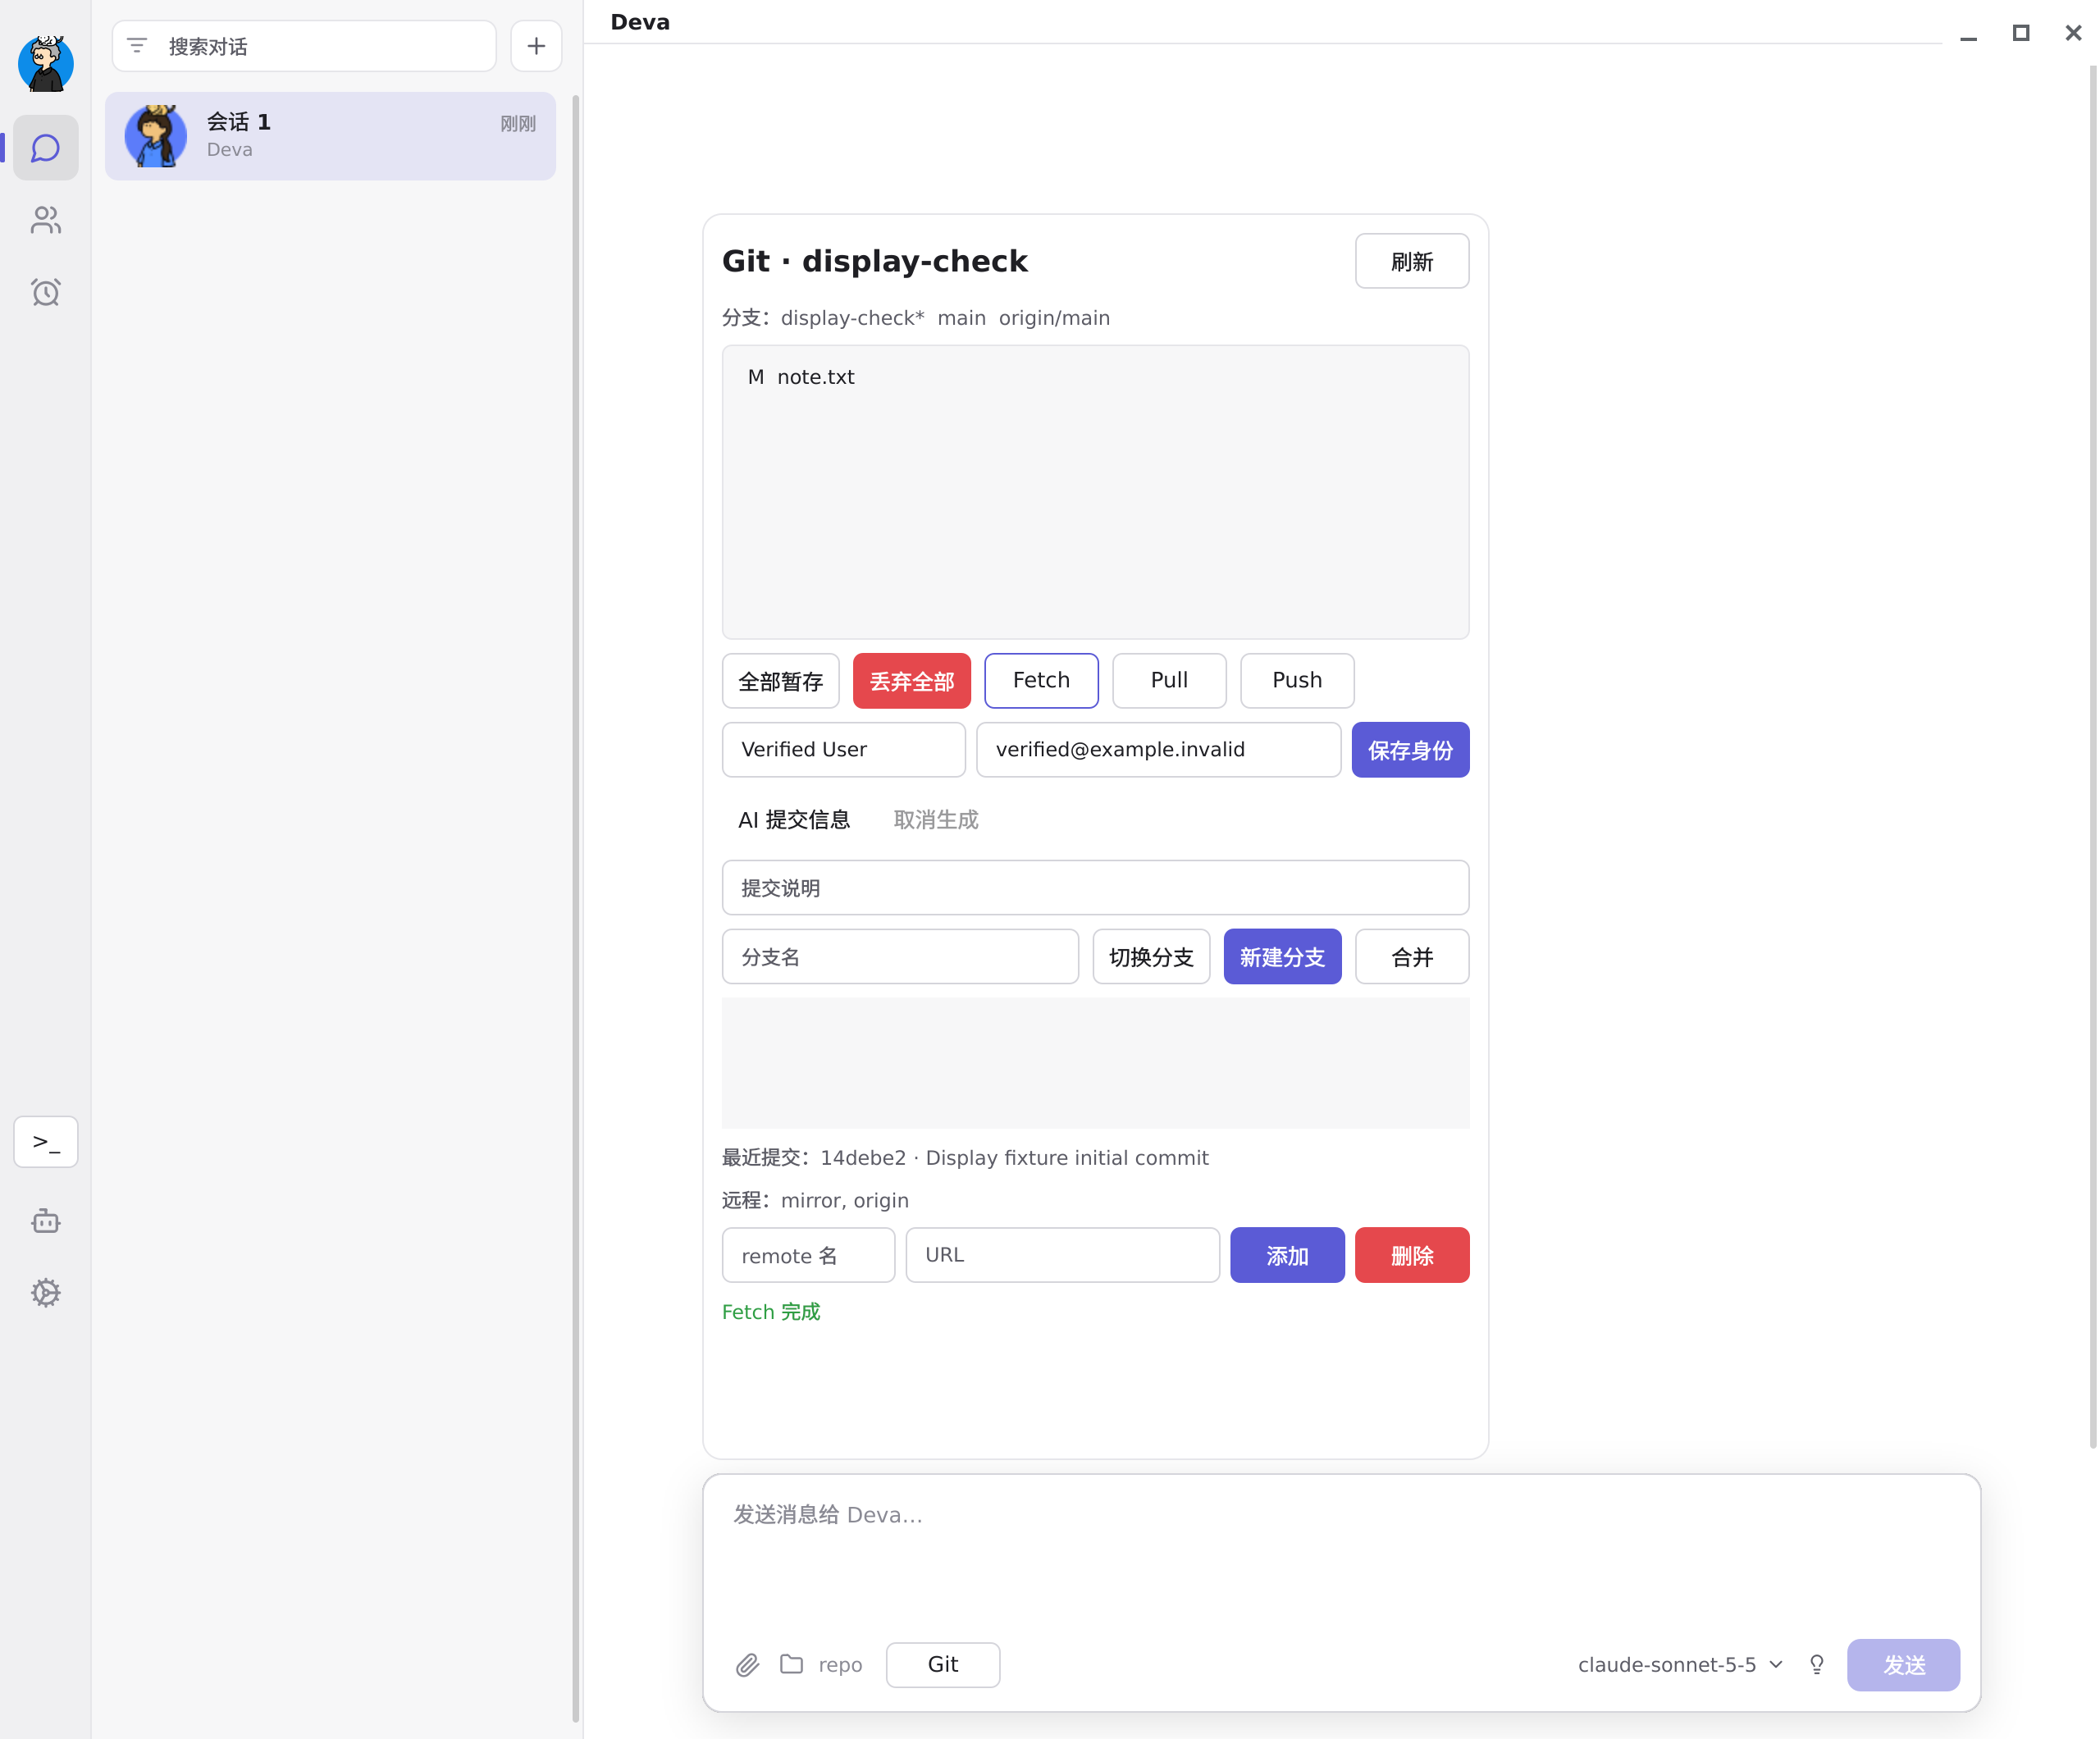 搜索对话
会话 1
刚刚
Deva
>_
Deva
Git · display-check
刷新
分支：display-check*  main  origin/main
M  note.txt
全部暂存
丢弃全部
Fetch
Pull
Push
Verified User
verified@example.invalid
保存身份
AI 提交信息
取消生成
提交说明
分支名
切换分支
新建分支
合并
最近提交：14debe2 · Display fixture initial commit
远程：mirror, origin
remote 名
URL
添加
删除
Fetch 完成
发送消息给 Deva…
repo
Git
claude-sonnet-5-5
发送